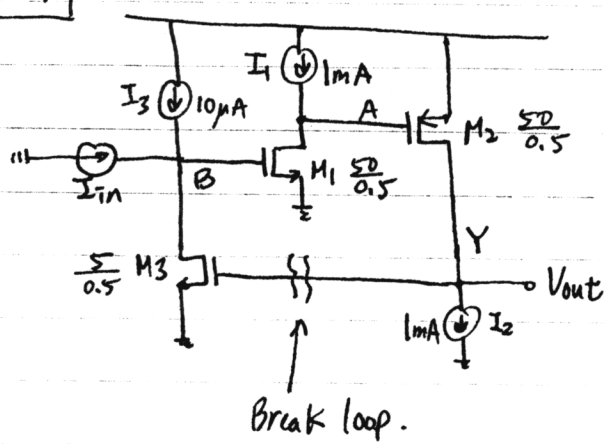 I₁ 1mA
I₃ 10μA
A
M₂ 50/0.5
Iin
B
M₁ 50/0.5
Y
5/0.5 M3
Vout
1mA I₂
Break loop.